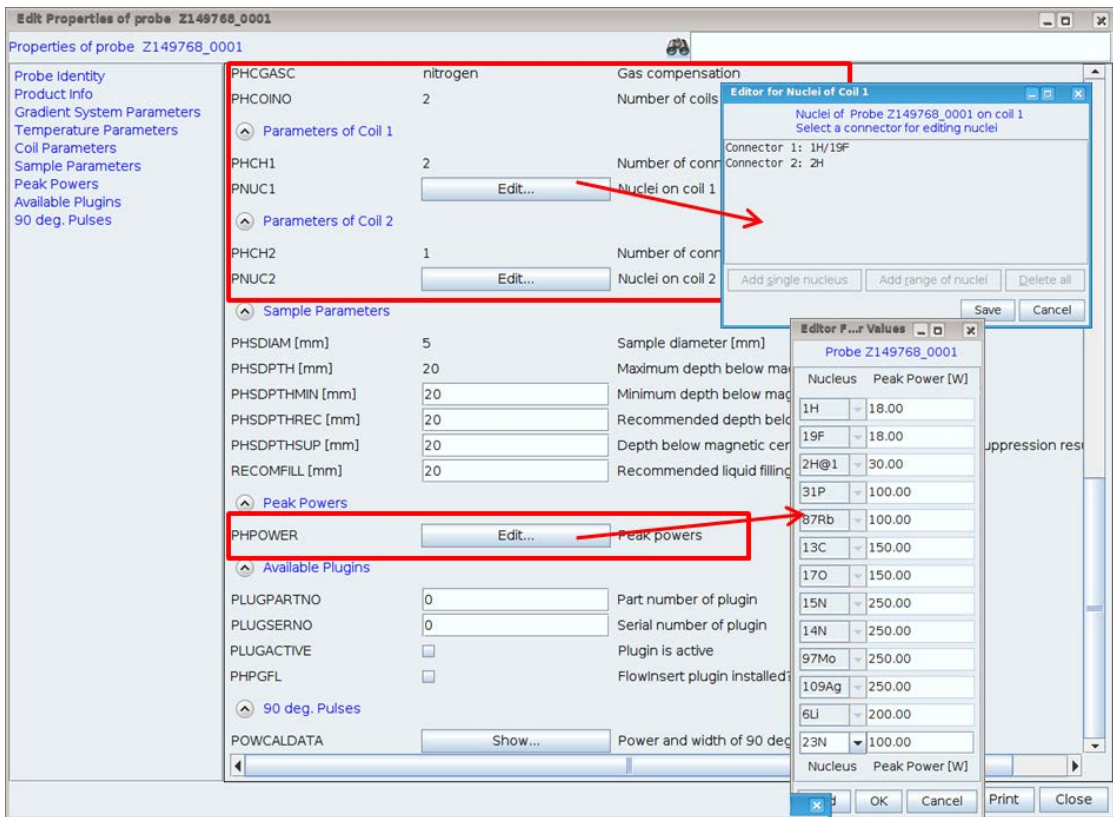 Edit Properties of probe Z149768_0001
Properties of probe Z149768_0001
Probe Identity
Product Info
Gradient System Parameters
Temperature Parameters
Coil Parameters
Sample Parameters
Peak Powers
Available Plugins
90 deg. Pulses
PHCGASC nitrogen Gas compensation
PHCOINO 2 Number of coils
Parameters of Coil 1
PHCH1 2 Number of conn
PNUC1 Edit... Nuclei on coil 1
Parameters of Coil 2
PHCH2 1 Number of conn
PNUC2 Edit... Nuclei on coil 2
Sample Parameters
PHSDIAM [mm] 5 Sample diameter [mm]
PHSDPTH [mm] 20 Maximum depth below mag
PHSDPTHMIN [mm] 20 Minimum depth below mag
PHSDPTHREC [mm] 20 Recommended depth belo
PHSDPTHSUP [mm] 20 Depth below magnetic cen uppression resu
RECOMFILL [mm] 20 Recommended liquid filling
Peak Powers
PHPOWER Edit... Peak powers
Available Plugins
PLUGPARTNO 0 Part number of plugin
PLUGSERNO 0 Serial number of plugin
PLUGACTIVE Plugin is active
PHPGFL FlowInsert plugin installed?
90 deg. Pulses
POWCALDATA Show... Power and width of 90 deg
Print Close
Editor for Nuclei of Coil 1
Nuclei of Probe Z149768_0001 on coil 1
Select a connector for editing nuclei
Connector 1: 1H/19F
Connector 2: 2H
Add single nucleus Add range of nuclei Delete all
Save Cancel
Editor F...r Values
Probe Z149768_0001
Nucleus Peak Power [W]
1H 18.00
19F 18.00
2H@1 30.00
31P 100.00
87Rb 100.00
13C 150.00
17O 150.00
15N 250.00
14N 250.00
97Mo 250.00
109Ag 250.00
6Li 200.00
23N 100.00
Nucleus Peak Power [W]
d OK Cancel